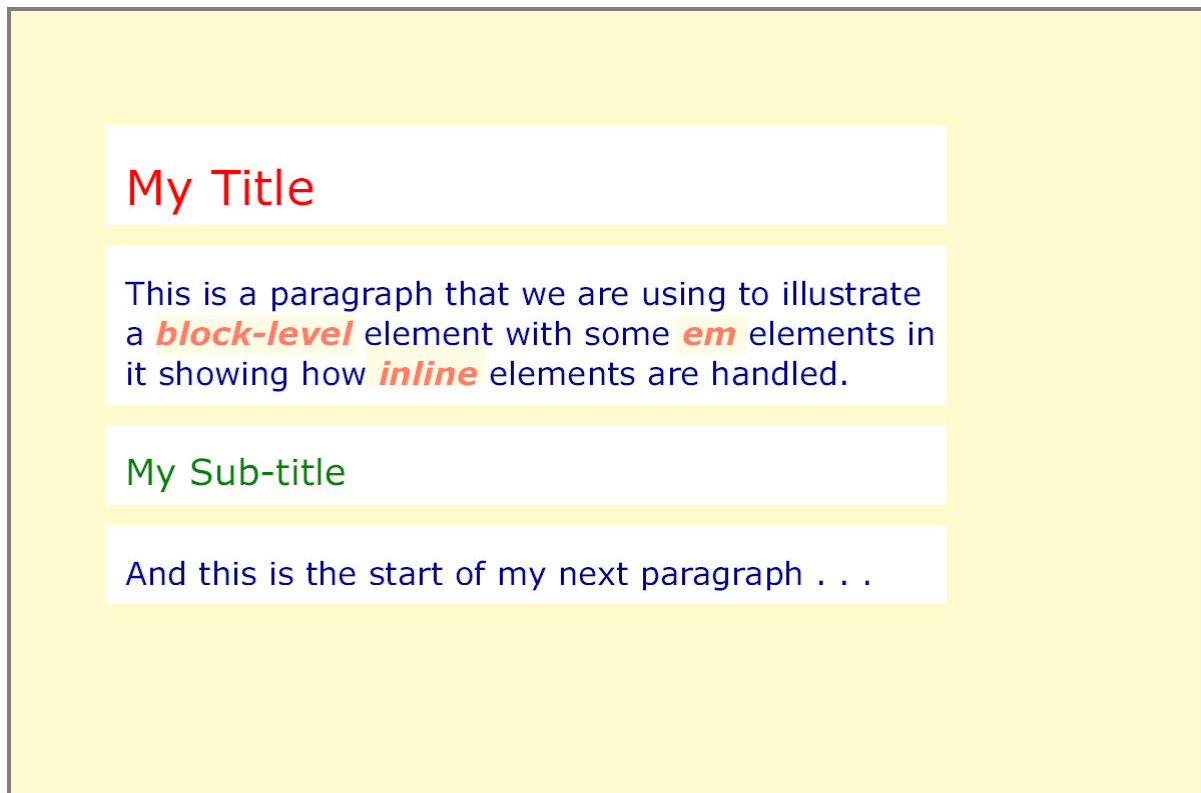 My Title
This is a paragraph that we are using to illustrate
a block-level element with some em elements in
it showing how inline elements are handled.
My Sub-title
And this is the start of my next paragraph . . .